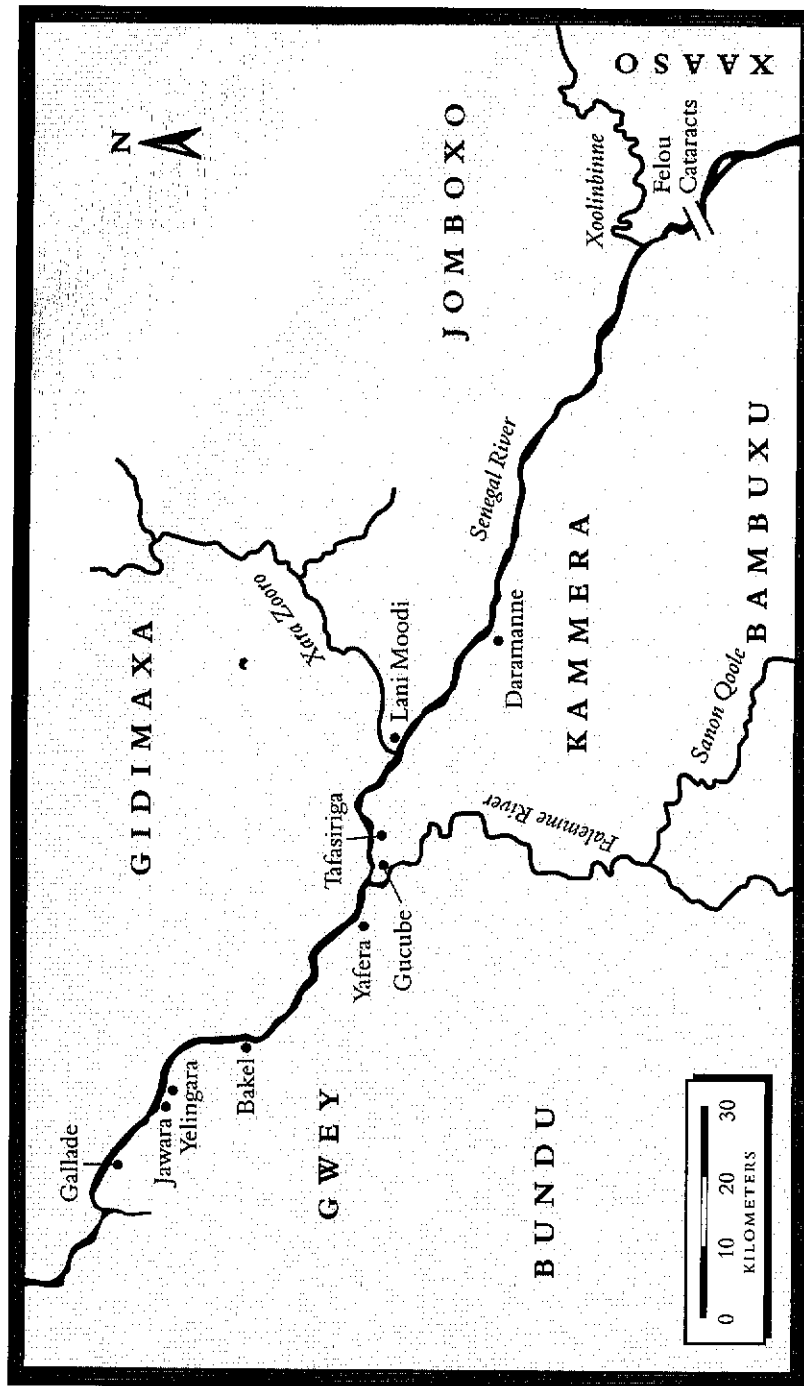 N
GIDIMAXA
JOMBOXO
XAASO
Xara Zooro
Xoolinbinne
Felou
Cataracts
Gallade
Jawara
Yelingara
Bakel
Tafasiriga
Yafera
Gucube
Lani Moodi
Senegal River
Daramanne
GWEY
KAMMERA
Falemme River
Sanon Qoole
BAMBUXU
BUNDU
0 10 20 30
KILOMETERS